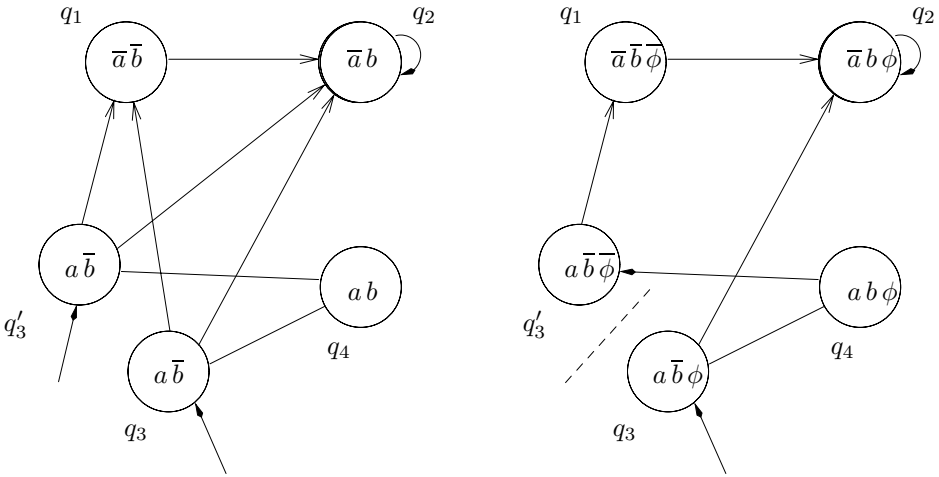 q₁ q₂ q₁ q₂
a̅ b̅ a̅ b a̅ b̅ ϕ̅ a̅ b ϕ
a b̅ a b̅ ϕ̅
a b a b ϕ
q₃′ q₃′
q₄ q₄
a b̅ a b̅ ϕ
q₃ q₃